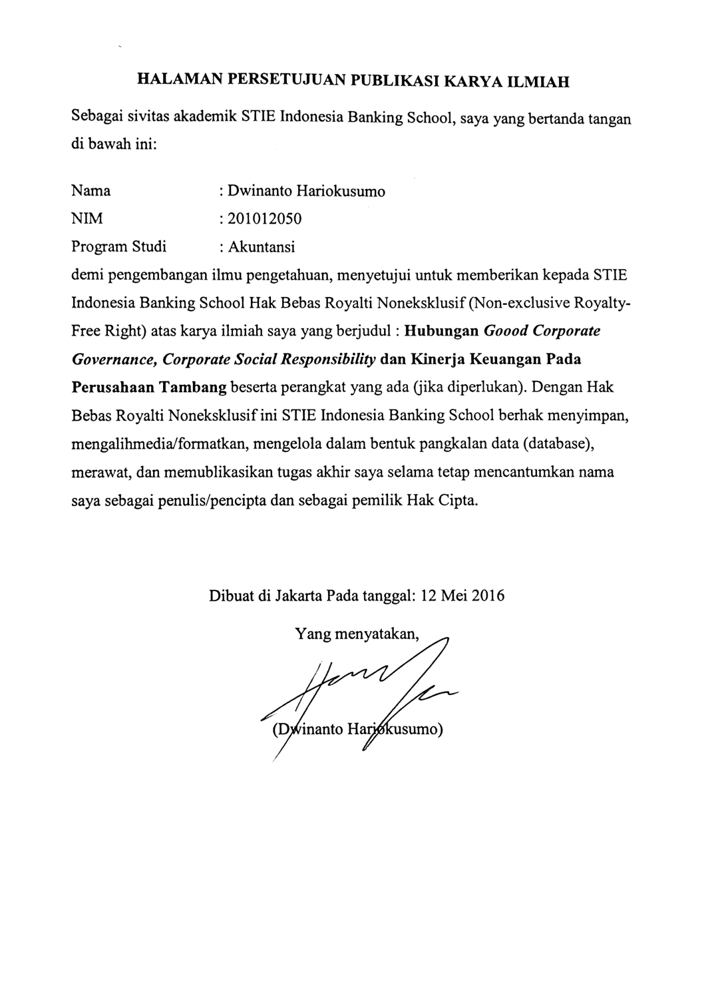 HALAMAN PERSETUJUAN PUBLIKASI KARYA ILMIAH
Sebagai sivitas akademik STIE Indonesia Banking School, saya yang bertanda tangan
di bawah ini:
Nama : Dwinanto Hariokusumo
NIM : 201012050
Program Studi : Akuntansi
demi pengembangan ilmu pengetahuan, menyetujui untuk memberikan kepada STIE
Indonesia Banking School Hak Bebas Royalti Noneksklusif (Non-exclusive Royalty-
Free Right) atas karya ilmiah saya yang berjudul : Hubungan Goood Corporate
Governance, Corporate Social Responsibility dan Kinerja Keuangan Pada
Perusahaan Tambang beserta perangkat yang ada (jika diperlukan). Dengan Hak
Bebas Royalti Noneksklusif ini STIE Indonesia Banking School berhak menyimpan,
mengalihmedia/formatkan, mengelola dalam bentuk pangkalan data (database),
merawat, dan memublikasikan tugas akhir saya selama tetap mencantumkan nama
saya sebagai penulis/pencipta dan sebagai pemilik Hak Cipta.
Dibuat di Jakarta Pada tanggal: 12 Mei 2016
Yang menyatakan,
(Dwinanto Hariokusumo)